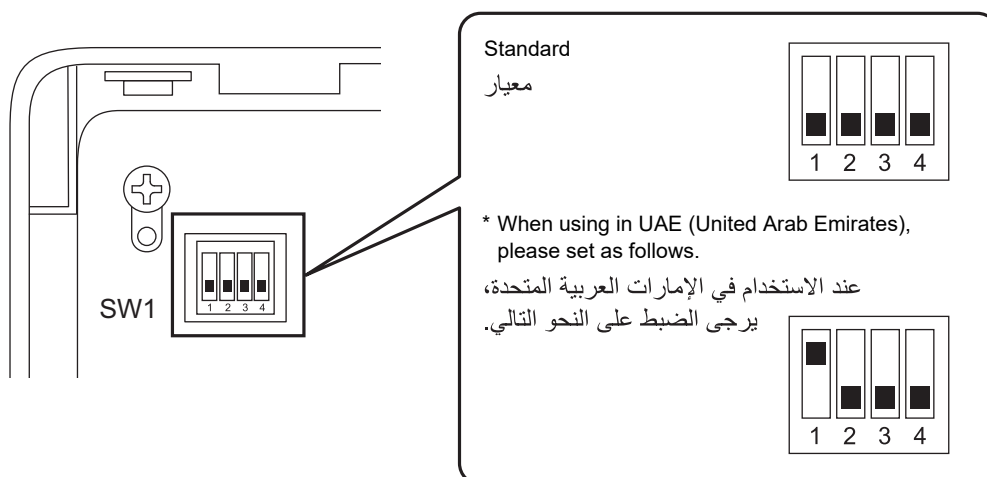 Standard
معيار
1 2 3 4
* When using in UAE (United Arab Emirates),
please set as follows.
عند الاستخدام في الإمارات العربية المتحدة،
يرجى الضبط على النحو التالي.
1 2 3 4
SW1
1 2 3 4